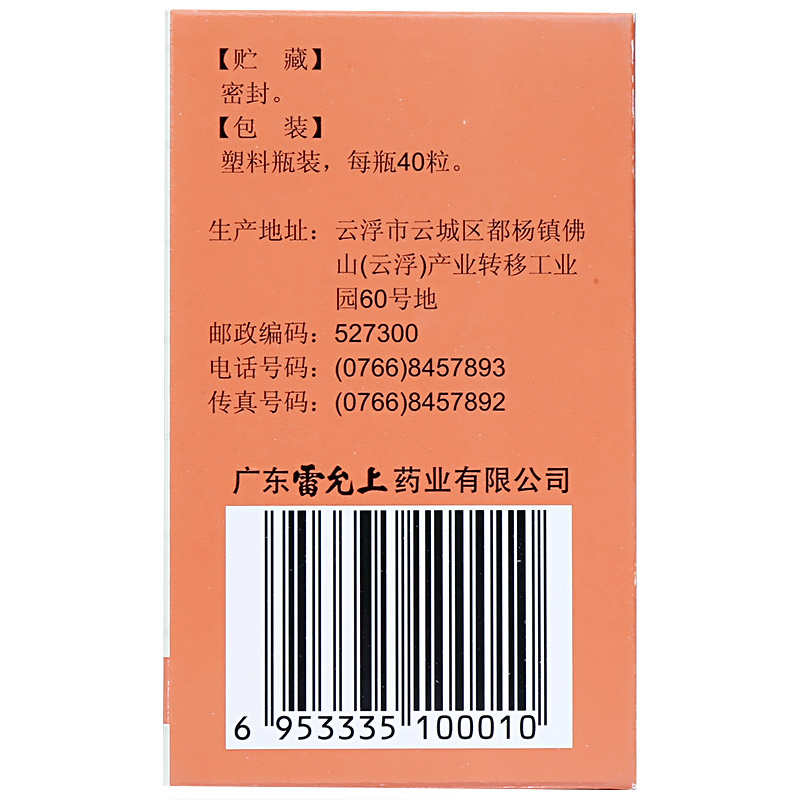 【贮　藏】
密封。
【包　装】
塑料瓶装，每瓶40粒。
生产地址：云浮市云城区都杨镇佛
山(云浮)产业转移工业
园60号地
邮政编码：527300
电话号码：(0766)8457893
传真号码：(0766)8457892
广东雷允上药业有限公司
6 953335 100010